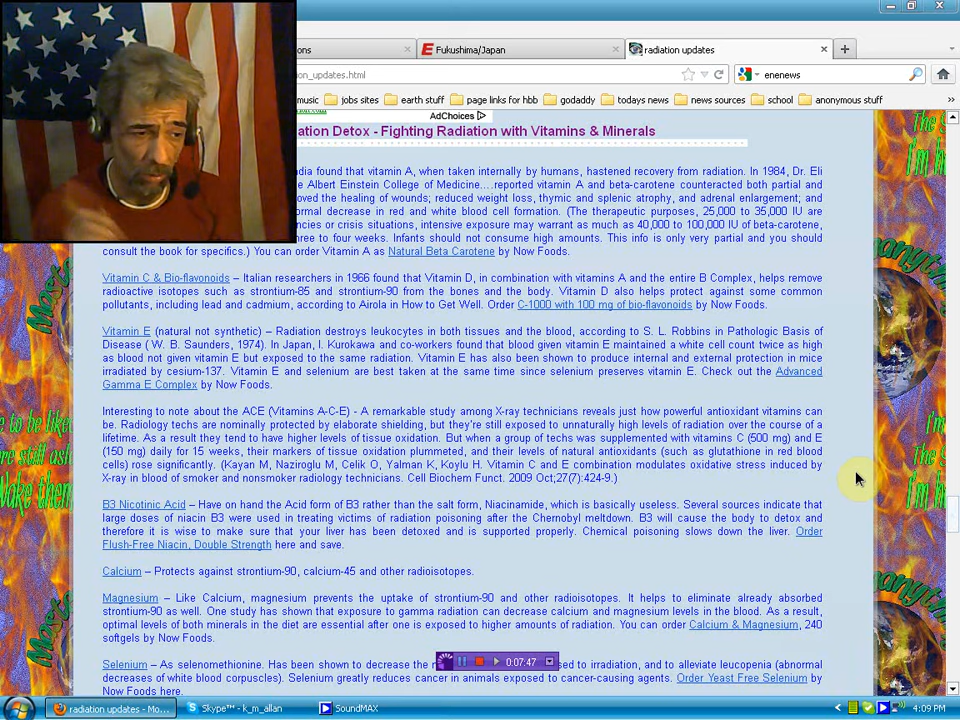 ons
Fukushima/Japan
radiation updates
on_updates.html
enenews
music jobs sites earth stuff page links for hbb godaddy todays news news sources school anonymous stuff
AdChoices
ation Detox - Fighting Radiation with Vitamins & Minerals
ndia found that vitamin A, when taken internally by humans, hastened recovery from radiation. In 1984, Dr. Eli
e Albert Einstein College of Medicine....reported vitamin A and beta-carotene counteracted both partial and
oved the healing of wounds; reduced weight loss, thymic and splenic atrophy, and adrenal enlargement; and
ormal decrease in red and white blood cell formation. (The therapeutic purposes, 25,000 to 35,000 IU are
encies or crisis situations, intensive exposure may warrant as much as 40,000 to 100,000 IU of beta-carotene,
hree to four weeks. Infants should not consume high amounts. This info is only very partial and you should
consult the book for specifics.) You can order Vitamin A as Natural Beta Carotene by Now Foods.
Vitamin C & Bio-flavonoids – Italian researchers in 1966 found that Vitamin D, in combination with vitamins A and the entire B Complex, helps remove
radioactive isotopes such as strontium-85 and strontium-90 from the bones and the body. Vitamin D also helps protect against some common
pollutants, including lead and cadmium, according to Airola in How to Get Well. Order C-1000 with 100 mg of bio-flavonoids by Now Foods.
Vitamin E (natural not synthetic) – Radiation destroys leukocytes in both tissues and the blood, according to S. L. Robbins in Pathologic Basis of
Disease ( W. B. Saunders, 1974). In Japan, I. Kurokawa and co-workers found that blood given vitamin E maintained a white cell count twice as high
as blood not given vitamin E but exposed to the same radiation. Vitamin E has also been shown to produce internal and external protection in mice
irradiated by cesium-137. Vitamin E and selenium are best taken at the same time since selenium preserves vitamin E. Check out the Advanced
Gamma E Complex by Now Foods.
Interesting to note about the ACE (Vitamins A-C-E) - A remarkable study among X-ray technicians reveals just how powerful antioxidant vitamins can
be. Radiology techs are nominally protected by elaborate shielding, but they're still exposed to unnaturally high levels of radiation over the course of a
lifetime. As a result they tend to have higher levels of tissue oxidation. But when a group of techs was supplemented with vitamins C (500 mg) and E
(150 mg) daily for 15 weeks, their markers of tissue oxidation plummeted, and their levels of natural antioxidants (such as glutathione in red blood
cells) rose significantly. (Kayan M, Naziroglu M, Celik O, Yalman K, Koylu H. Vitamin C and E combination modulates oxidative stress induced by
X-ray in blood of smoker and nonsmoker radiology technicians. Cell Biochem Funct. 2009 Oct;27(7):424-9.)
B3 Nicotinic Acid – Have on hand the Acid form of B3 rather than the salt form, Niacinamide, which is basically useless. Several sources indicate that
large doses of niacin B3 were used in treating victims of radiation poisoning after the Chernobyl meltdown. B3 will cause the body to detox and
therefore it is wise to make sure that your liver has been detoxed and is supported properly. Chemical poisoning slows down the liver. Order
Flush-Free Niacin, Double Strength here and save.
Calcium – Protects against strontium-90, calcium-45 and other radioisotopes.
Magnesium – Like Calcium, magnesium prevents the uptake of strontium-90 and other radioisotopes. It helps to eliminate already absorbed
strontium-90 as well. One study has shown that exposure to gamma radiation can decrease calcium and magnesium levels in the blood. As a result,
optimal levels of both minerals in the diet are essential after one is exposed to higher amounts of radiation. You can order Calcium & Magnesium, 240
softgels by Now Foods.
Selenium – As selenomethionine. Has been shown to decrease the sed to irradiation, and to alleviate leucopenia (abnormal
decreases of white blood corpuscles). Selenium greatly reduces cancer in animals exposed to cancer-causing agents. Order Yeast Free Selenium by
Now Foods here.
0:07:47
radiation updates - Mo... Skype™ - k_m_allan SoundMAX 4:09 PM